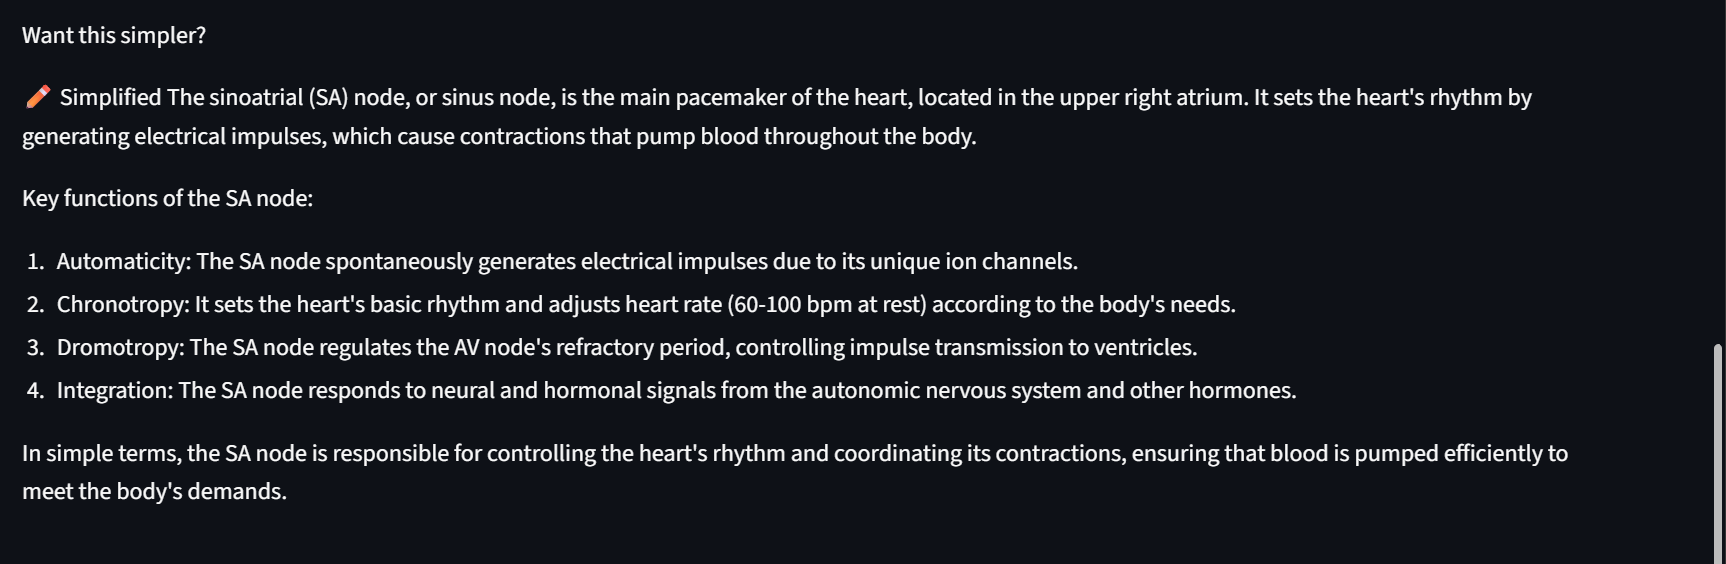 Want this simpler?
Simplified The sinoatrial (SA) node, or sinus node, is the main pacemaker of the heart, located in the upper right atrium. It sets the heart's rhythm by
generating electrical impulses, which cause contractions that pump blood throughout the body.
Key functions of the SA node:
1. Automaticity: The SA node spontaneously generates electrical impulses due to its unique ion channels.
2. Chronotropy: It sets the heart's basic rhythm and adjusts heart rate (60-100 bpm at rest) according to the body's needs.
3. Dromotropy: The SA node regulates the AV node's refractory period, controlling impulse transmission to ventricles.
4. Integration: The SA node responds to neural and hormonal signals from the autonomic nervous system and other hormones.
In simple terms, the SA node is responsible for controlling the heart's rhythm and coordinating its contractions, ensuring that blood is pumped efficiently to
meet the body's demands.